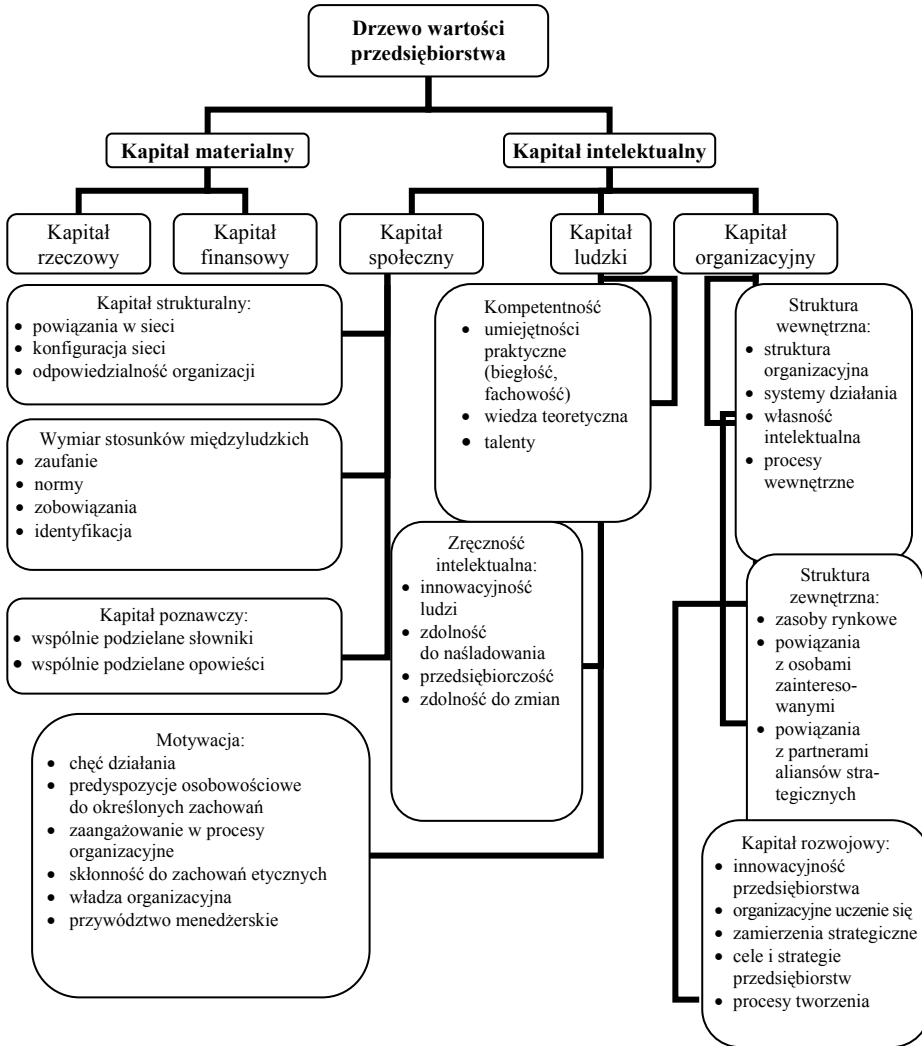 Drzewo wartości
przedsiębiorstwa
Kapitał materialny
Kapitał intelektualny
Kapitał
rzeczowy
Kapitał
finansowy
Kapitał
społeczny
Kapitał
ludzki
Kapitał
organizacyjny
Kapitał strukturalny:
• powiązania w sieci
• konfiguracja sieci
• odpowiedzialność organizacji
Wymiar stosunków międzyludzkich
• zaufanie
• normy
• zobowiązania
• identyfikacja
Kapitał poznawczy:
• wspólnie podzielane słowniki
• wspólnie podzielane opowieści
Kompetentność
• umiejętności
praktyczne
(biegłość,
fachowość)
• wiedza teoretyczna
• talenty
Zręczność
intelektualna:
• innowacyjność
ludzi
• zdolność
do naśladowania
• przedsiębiorczość
• zdolność do zmian
Motywacja:
• chęć działania
• predyspozycje osobowościowe
do określonych zachowań
• zaangażowanie w procesy
organizacyjne
• skłonność do zachowań etycznych
• władza organizacyjna
• przywództwo menedżerskie
Struktura
wewnętrzna:
• struktura
organizacyjna
• systemy działania
• własność
intelektualna
• procesy
wewnętrzne
Struktura
zewnętrzna:
• zasoby rynkowe
• powiązania
z osobami
zaintereso-
wanymi
• powiązania
z partnerami
aliansów stra-
tegicznych
Kapitał rozwojowy:
• innowacyjność
przedsiębiorstwa
• organizacyjne uczenie się
• zamierzenia strategiczne
• cele i strategie
przedsiębiorstw
• procesy tworzenia